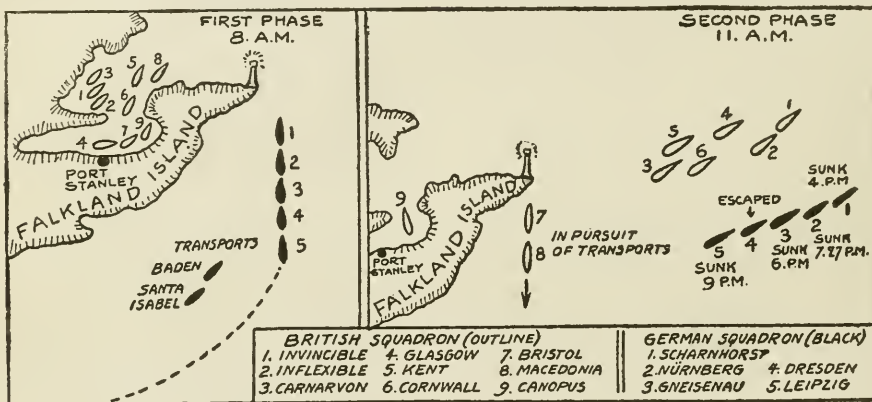 FIRST PHASE
8. A.M.
3
5
8
1
2
6
4
7
9
PORT
STANLEY
FALKLAND ISLAND
1
2
3
4
5
TRANSPORTS
BADEN
SANTA
ISABEL
SECOND PHASE
11. A.M.
1
4
2
5
3
6
SUNK
4. P.M
ESCAPED
1
2
3
4
5
SUNK
7.27 P.M.
SUNK
6. P.M
SUNK
9 P.M.
9
7
8
IN PURSUIT
OF TRANSPORTS
PORT
STANLEY
FALKLAND ISLAND
BRITISH SQUADRON (OUTLINE)
1. INVINCIBLE 4. GLASGOW 7. BRISTOL
2. INFLEXIBLE 5. KENT 8. MACEDONIA
3. CARNARVON 6. CORNWALL 9. CANOPUS
GERMAN SQUADRON (BLACK)
1. SCHARNHORST
2. NÜRNBERG 4. DRESDEN
3. GNEISENAU 5. LEIPZIG